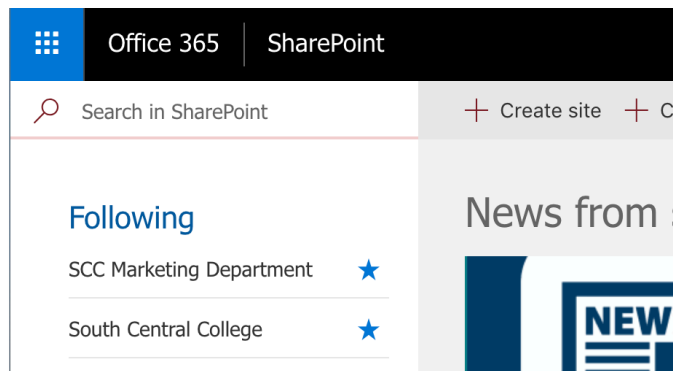 Office 365 SharePoint
Search in SharePoint
+ Create site +
Following
News from
SCC Marketing Department
South Central College
NEW